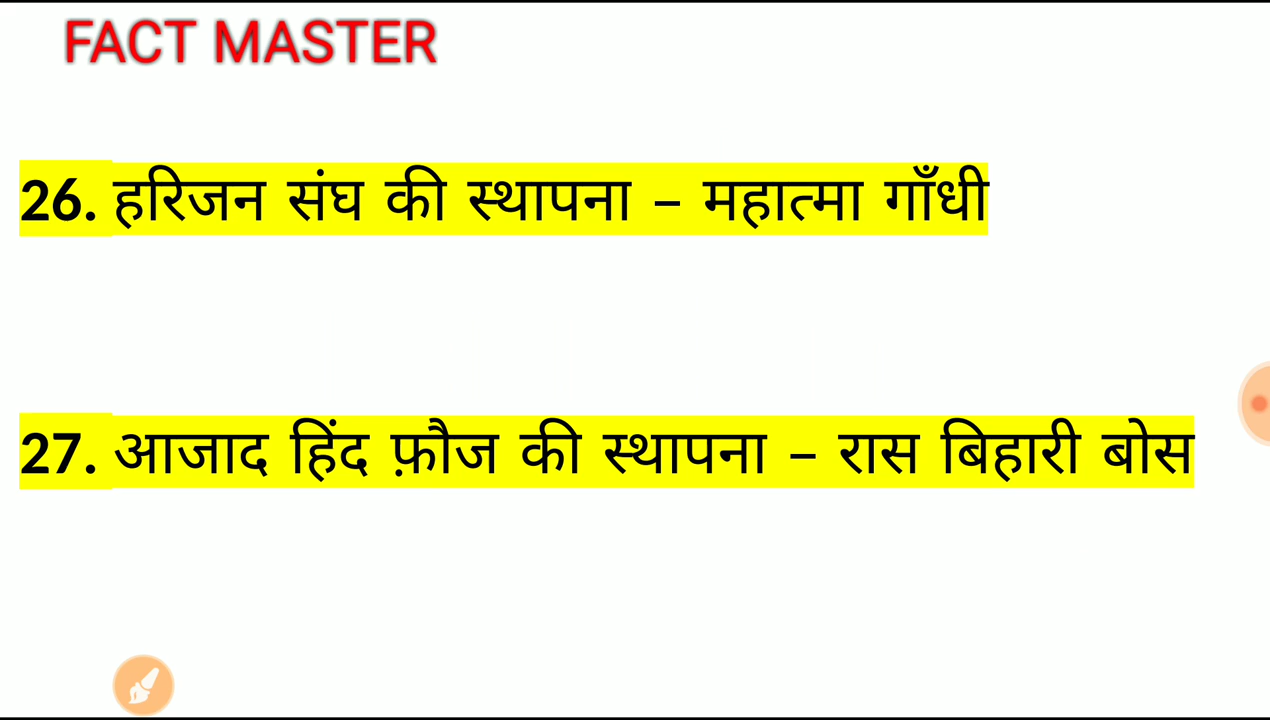 FACT MASTER
26. हरिजन संघ की स्थापना – महात्मा गाँधी
27. आजाद हिंद फ़ौज की स्थापना – रास बिहारी बोस